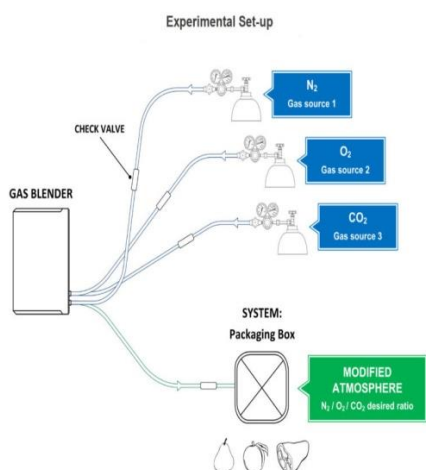 Experimental Set-up
N₂
Gas source 1
CHECK VALVE
O₂
Gas source 2
GAS BLENDER
CO₂
Gas source 3
SYSTEM:
Packaging Box
MODIFIED
ATMOSPHERE
N₂ / O₂ / CO₂ desired ratio